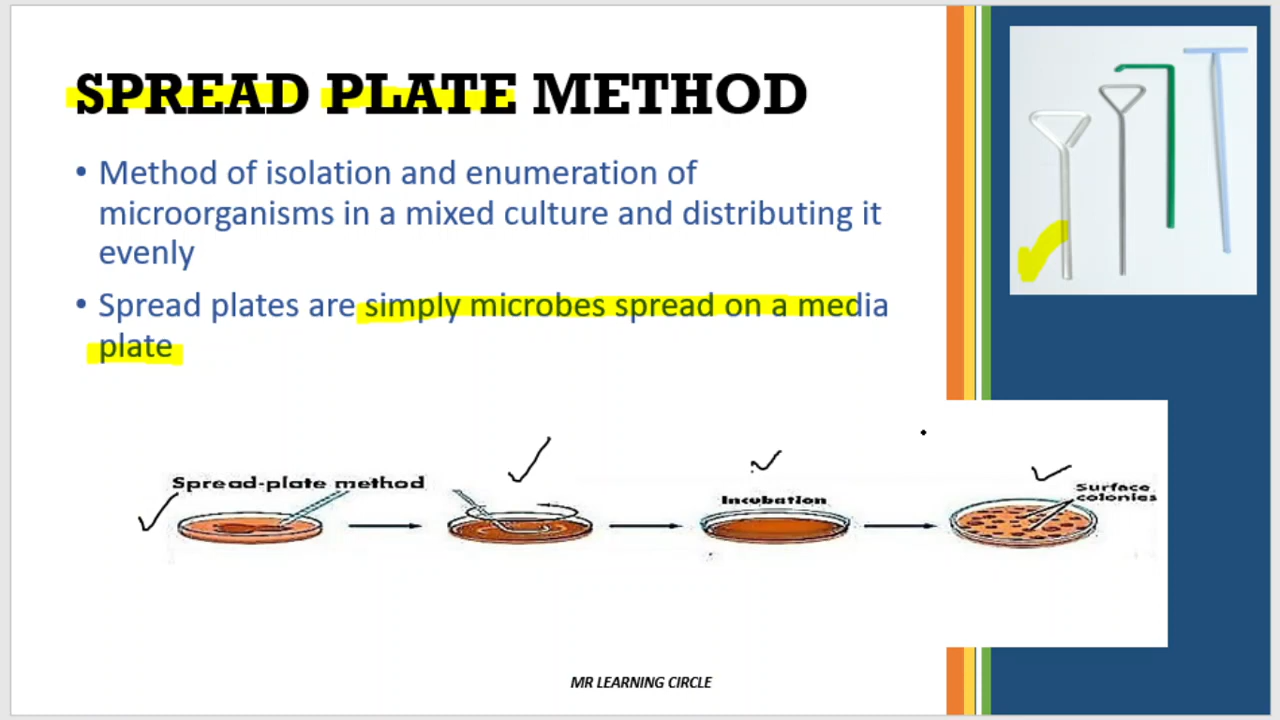 SPREAD PLATE METHOD
• Method of isolation and enumeration of
microorganisms in a mixed culture and distributing it
evenly
• Spread plates are simply microbes spread on a media
plate
Spread-plate method
Incubation
Surface
colonies
MR LEARNING CIRCLE